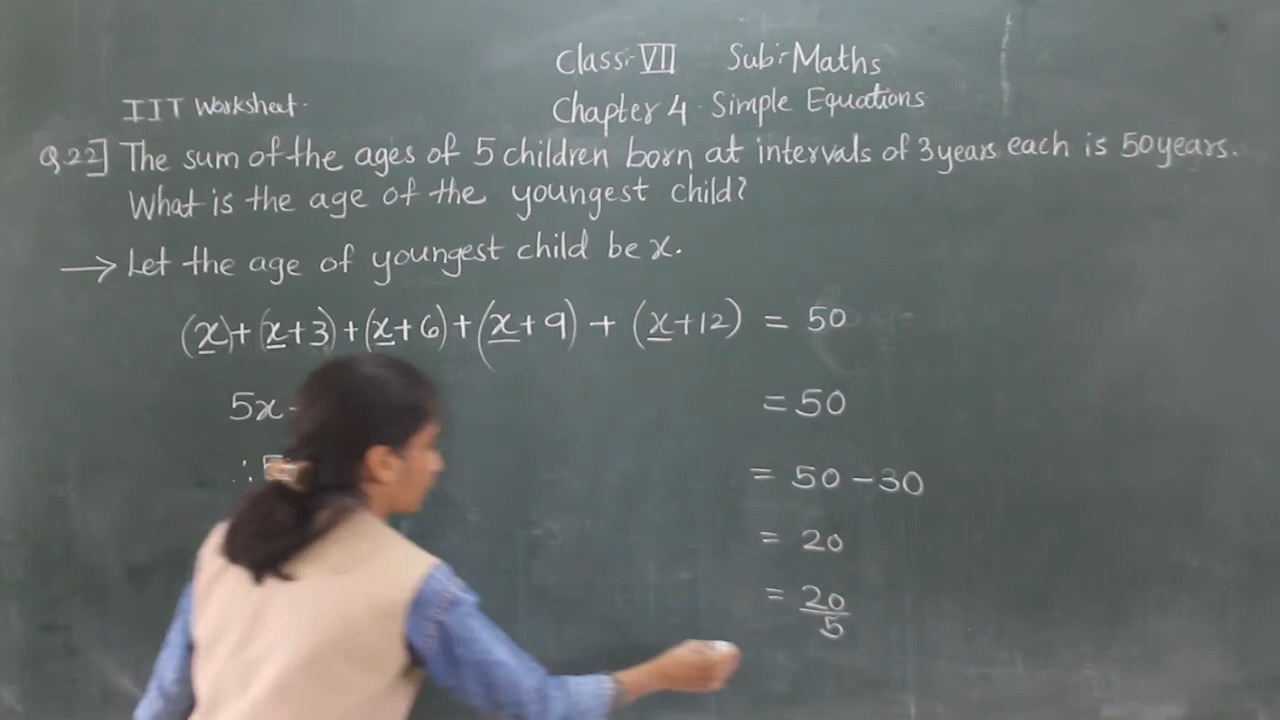 Class:- VII Sub:- Maths
IIT Worksheet.
Chapter 4. Simple Equations
Q.22] The sum of the ages of 5 children born at intervals of 3 years each is 50 years.
What is the age of the youngest child?
→ Let the age of youngest child be x.
(x) + (x+3) + (x+6) + (x+9) + (x+12) = 50
5x = 50
∴ = 50 - 30
= 20
= 20/5